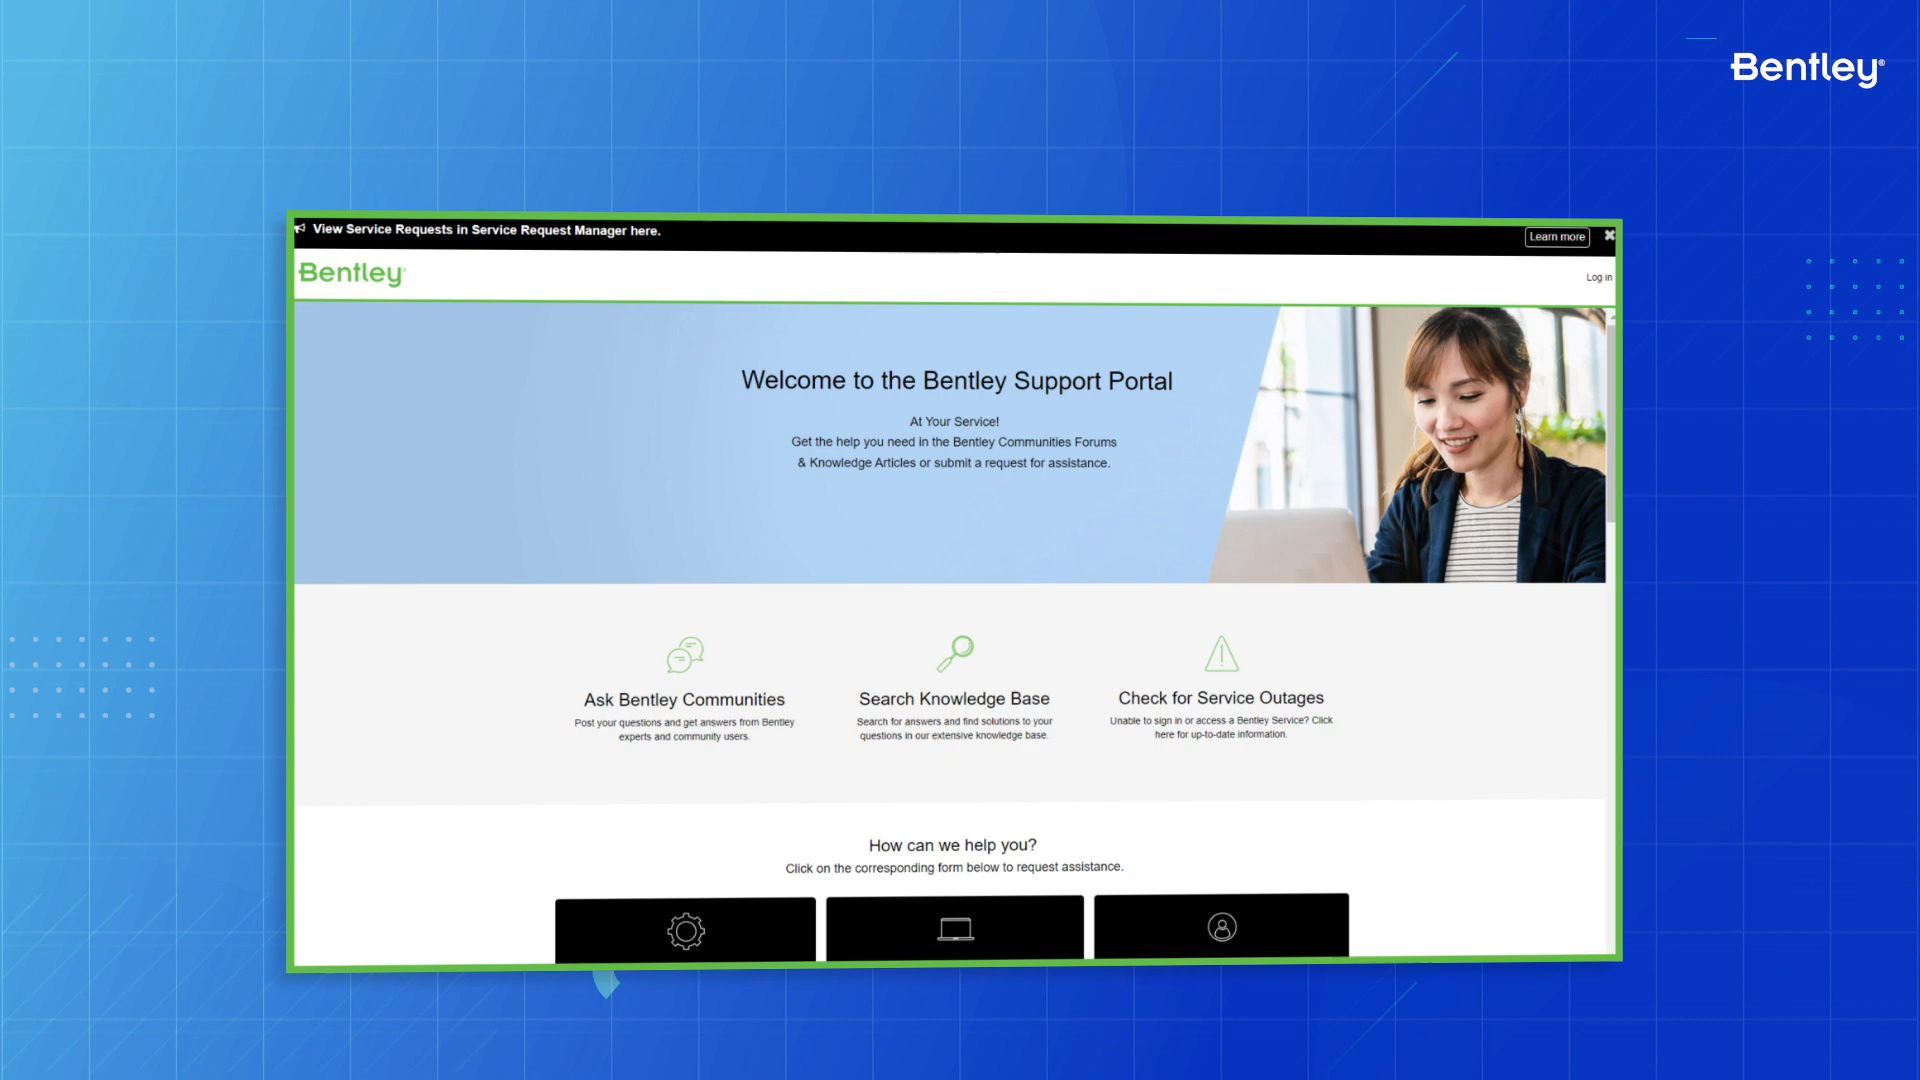 Bentley®
View Service Requests in Service Request Manager here.
Learn more
Bentley
Log in
Welcome to the Bentley Support Portal
At Your Service!
Get the help you need in the Bentley Communities Forums
& Knowledge Articles or submit a request for assistance.
Ask Bentley Communities
Post your questions and get answers from Bentley
experts and community users.
Search Knowledge Base
Search for answers and find solutions to your
questions in our extensive knowledge base.
Check for Service Outages
Unable to sign in or access a Bentley Service? Click
here for up-to-date information.
How can we help you?
Click on the corresponding form below to request assistance.